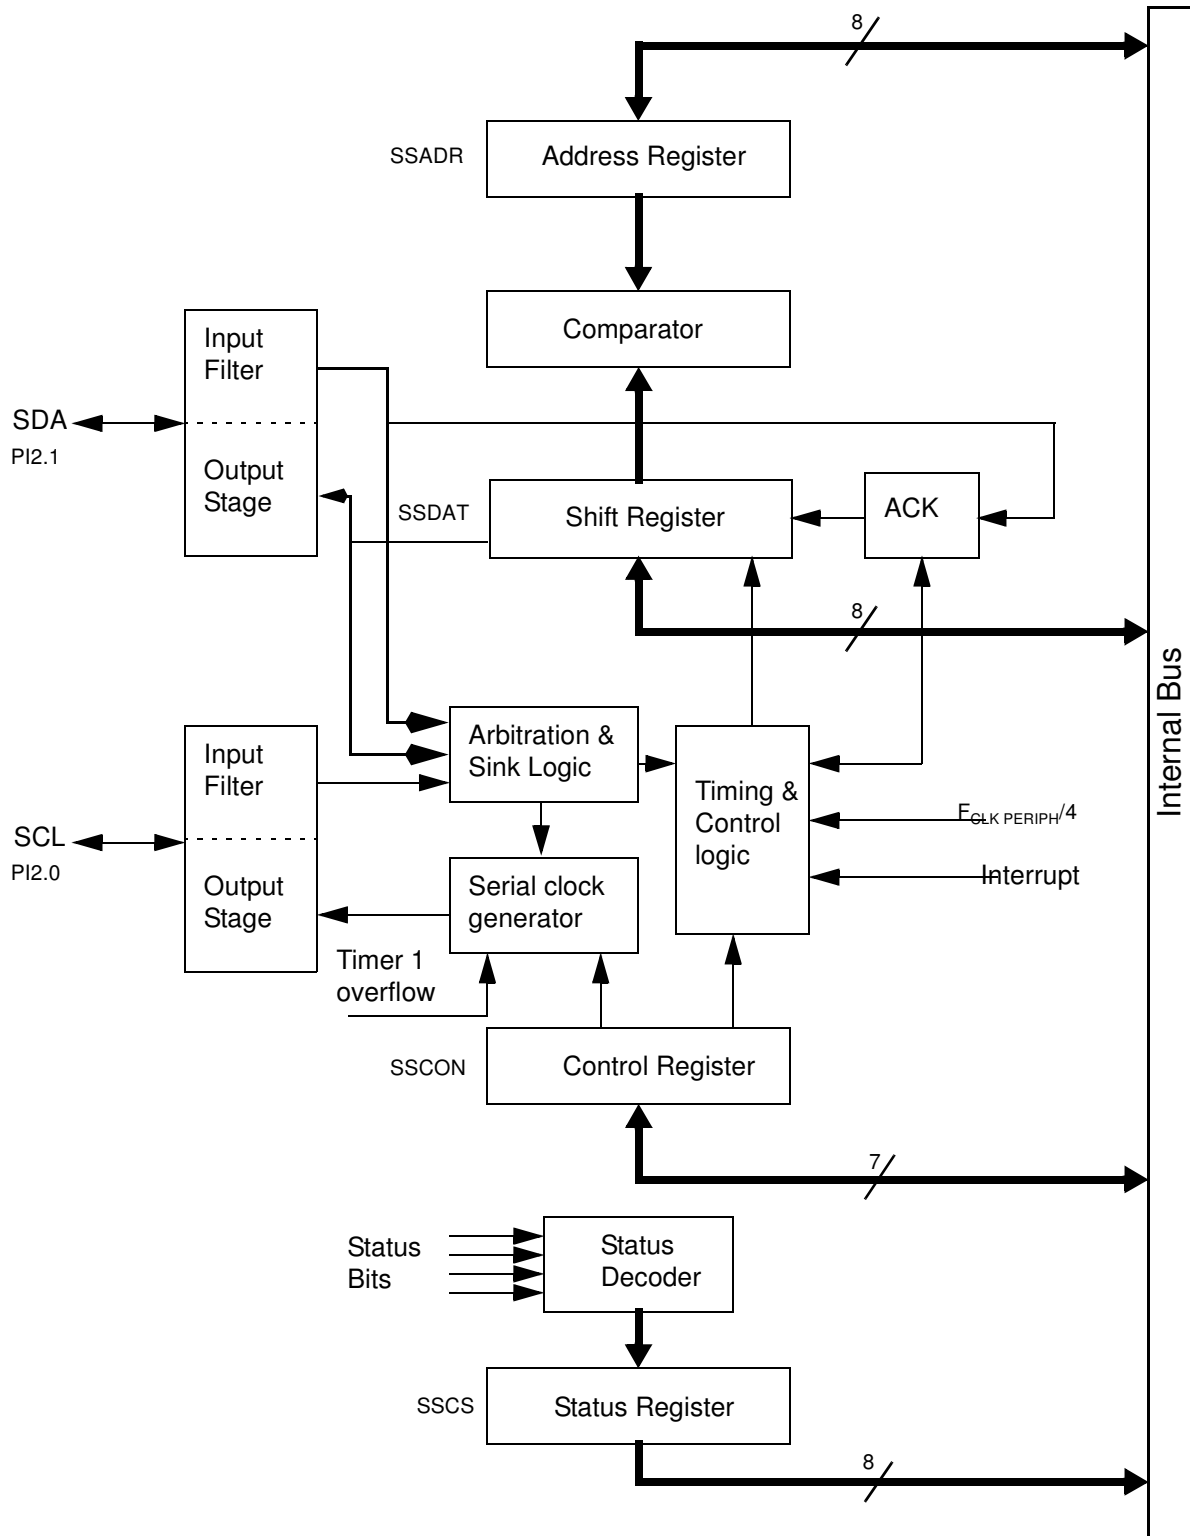 8
SSADR
Address Register
Comparator
Input
Filter
SDA
PI2.1
Output
Stage
SSDAT
Shift Register
ACK
8
Internal Bus
Input
Filter
SCL
PI2.0
Output
Stage
Arbitration &
Sink Logic
Timing &
Control
logic
FCLK PERIPH/4
Interrupt
Serial clock
generator
Timer 1
overflow
SSCON
Control Register
7
Status
Bits
Status
Decoder
SSCS
Status Register
8